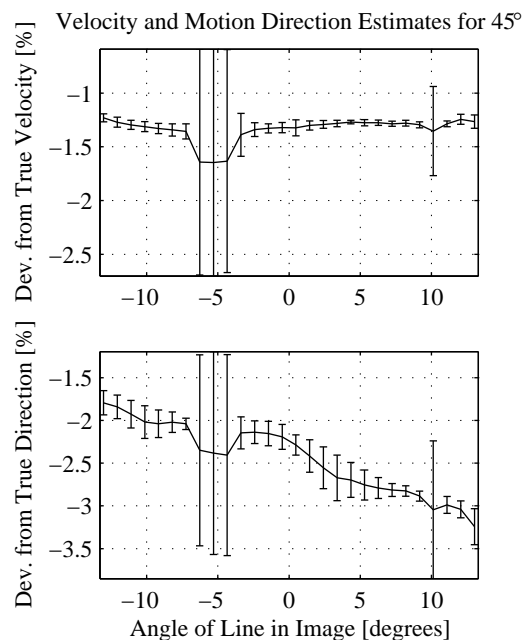 Velocity and Motion Direction Estimates for 45°
Dev. from True Velocity [%]
−1
−1.5
−2
−2.5
−10 −5 0 5 10
Dev. from True Direction [%]
−1.5
−2
−2.5
−3
−3.5
−10 −5 0 5 10
Angle of Line in Image [degrees]